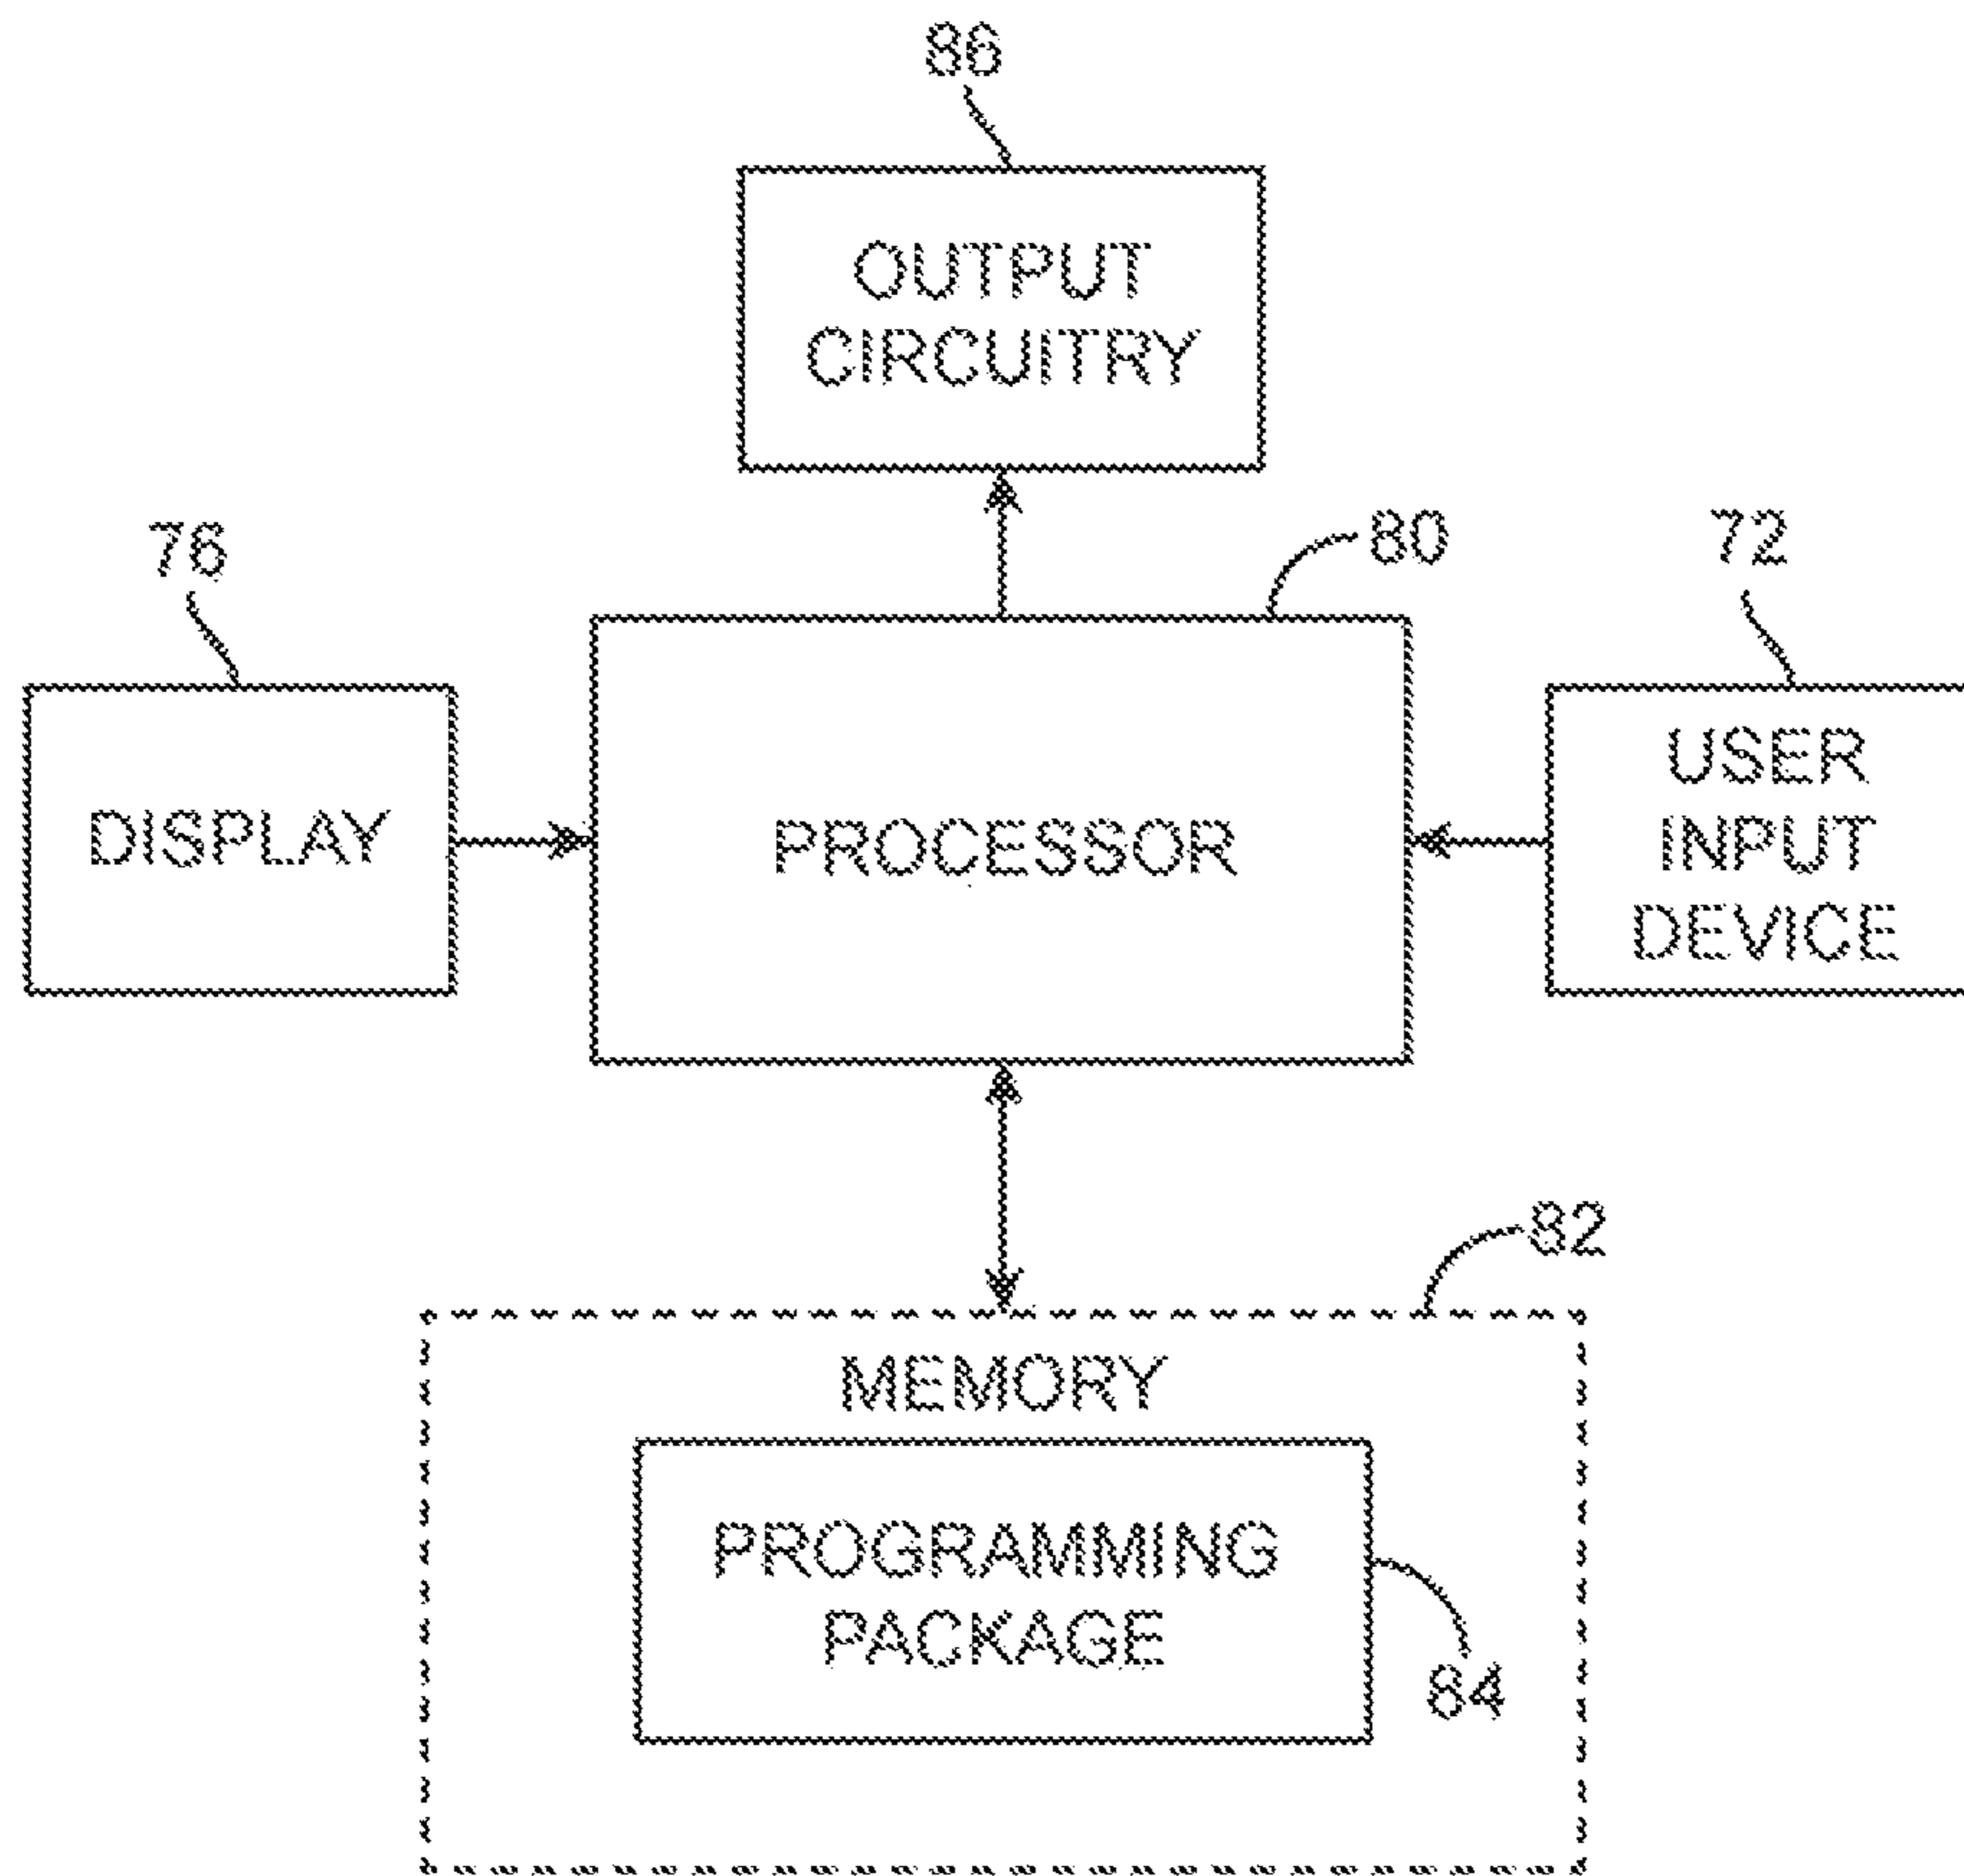 86
OUTPUT
CIRCUITRY
76
80
72
DISPLAY
PROCESSOR
USER
INPUT
DEVICE
82
MEMORY
PROGRAMMING
PACKAGE
84